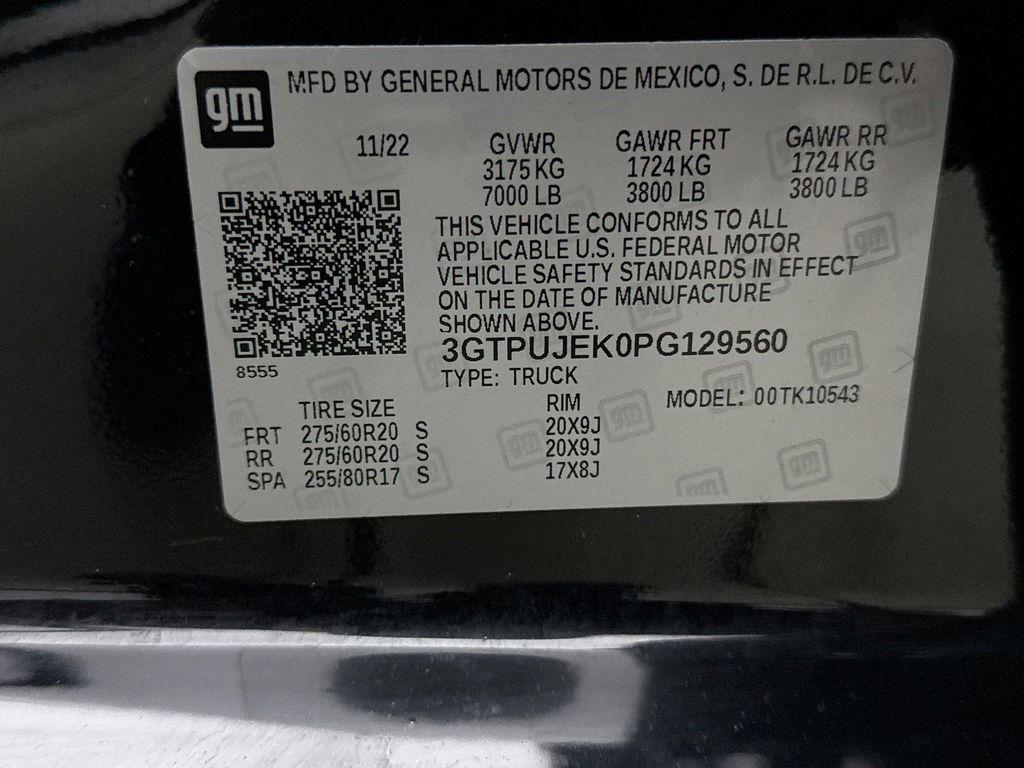 gm MFD BY GENERAL MOTORS DE MEXICO, S. DE R.L. DE C.V.
11/22 GVWR GAWR FRT GAWR RR
3175 KG 1724 KG 1724 KG
7000 LB 3800 LB 3800 LB
THIS VEHICLE CONFORMS TO ALL
APPLICABLE U.S. FEDERAL MOTOR
VEHICLE SAFETY STANDARDS IN EFFECT
ON THE DATE OF MANUFACTURE
SHOWN ABOVE.
3GTPUJEK0PG129560
8555
TYPE: TRUCK
TIRE SIZE RIM MODEL: 00TK10543
FRT 275/60R20 S 20X9J
RR 275/60R20 S 20X9J
SPA 255/80R17 S 17X8J